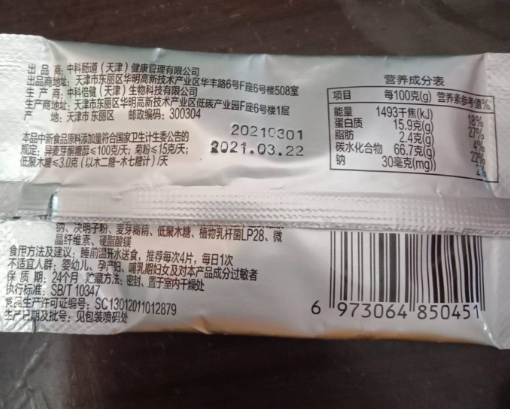 出 品 商: 中科肠道(天津)健康管理有限公司
出品商地址: 天津市东丽区华明高新技术产业区华丰路6号F座6号楼508室
生 产 商: 中科倍健(天津)生物科技有限公司
生产商地址: 天津市东丽区华明高新技术产业区低碳产业园F座6号楼1层
产 地: 天津市东丽区 邮政编码: 300304
本品中新食品原料添加量符合国家卫生计生委公告的
规定: 异麦芽酮糖醇≤100克/天; 菊粉≤15克/天;
低聚木糖≤3.0克(以木二糖-木七糖计)/天
20210301
2021.03.22
营养成分表
项目 每100克(g) 营养素参考值%
能量 1493千焦(kJ) 18%
蛋白质 15.9克(g) 27%
脂肪 2.4克(g) 4%
碳水化合物 66.7克(g) 22%
钠 30毫克(mg)
钠、决明子粉、麦芽糊精、低聚木糖、植物乳杆菌LP28、微
晶纤维素、硬脂酸镁
食用方法及建议: 睡前温开水送食, 推荐每次4片, 每日1次
不适宜人群: 婴幼儿、孕产妇、哺乳期妇女及对本产品成分过敏者
保 质 期: 24个月 贮藏方法: 密封、置于室内干燥处
执行标准: SB/T 10347
食品生产许可证编号: SC13012011012879
生产日期及批号: 见包装喷码处
6 973064 850451